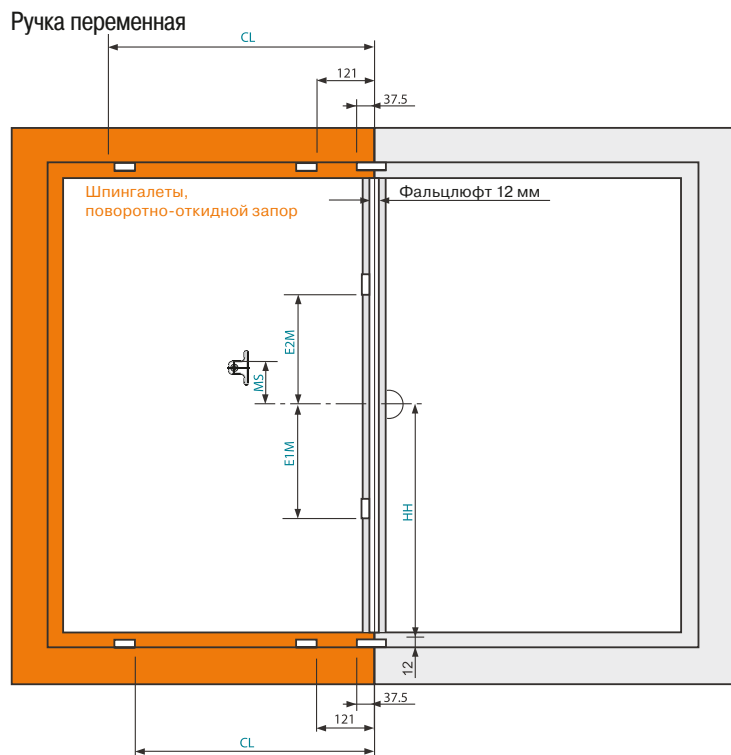 Ручка переменная
CL
121
37.5
Шпингалеты,
поворотно-откидной запор
Фальцлюфт 12 мм
E2M
MS
E1M
HH
12
37.5
121
CL